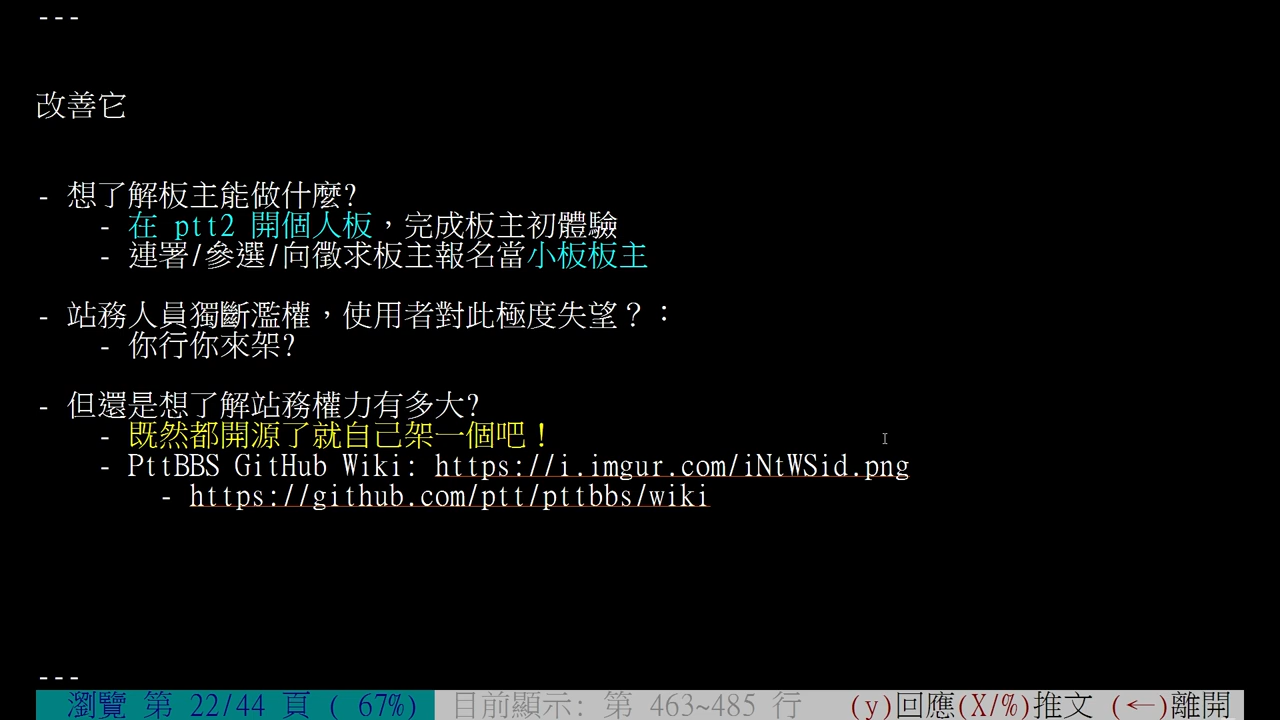 ---
改善它
- 想了解板主能做什麼?
- 在 ptt2 開個人板，完成板主初體驗
- 連署/參選/向徵求板主報名當小板板主
- 站務人員獨斷濫權，使用者對此極度失望？：
- 你行你來架?
- 但還是想了解站務權力有多大?
- 既然都開源了就自己架一個吧！
- PttBBS GitHub Wiki: https://i.imgur.com/iNtWSid.png
- https://github.com/ptt/pttbbs/wiki
---
瀏覽 第 22/44 頁 ( 67%) 目前顯示: 第 463~485 行 (y)回應(X/%)推文 (←)離開